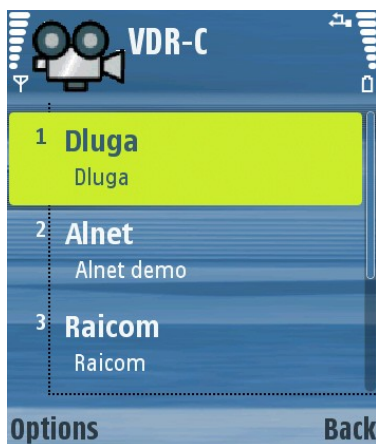 VDR-C
1 Dluga
Dluga
2 Alnet
Alnet demo
3 Raicom
Raicom
Options Back